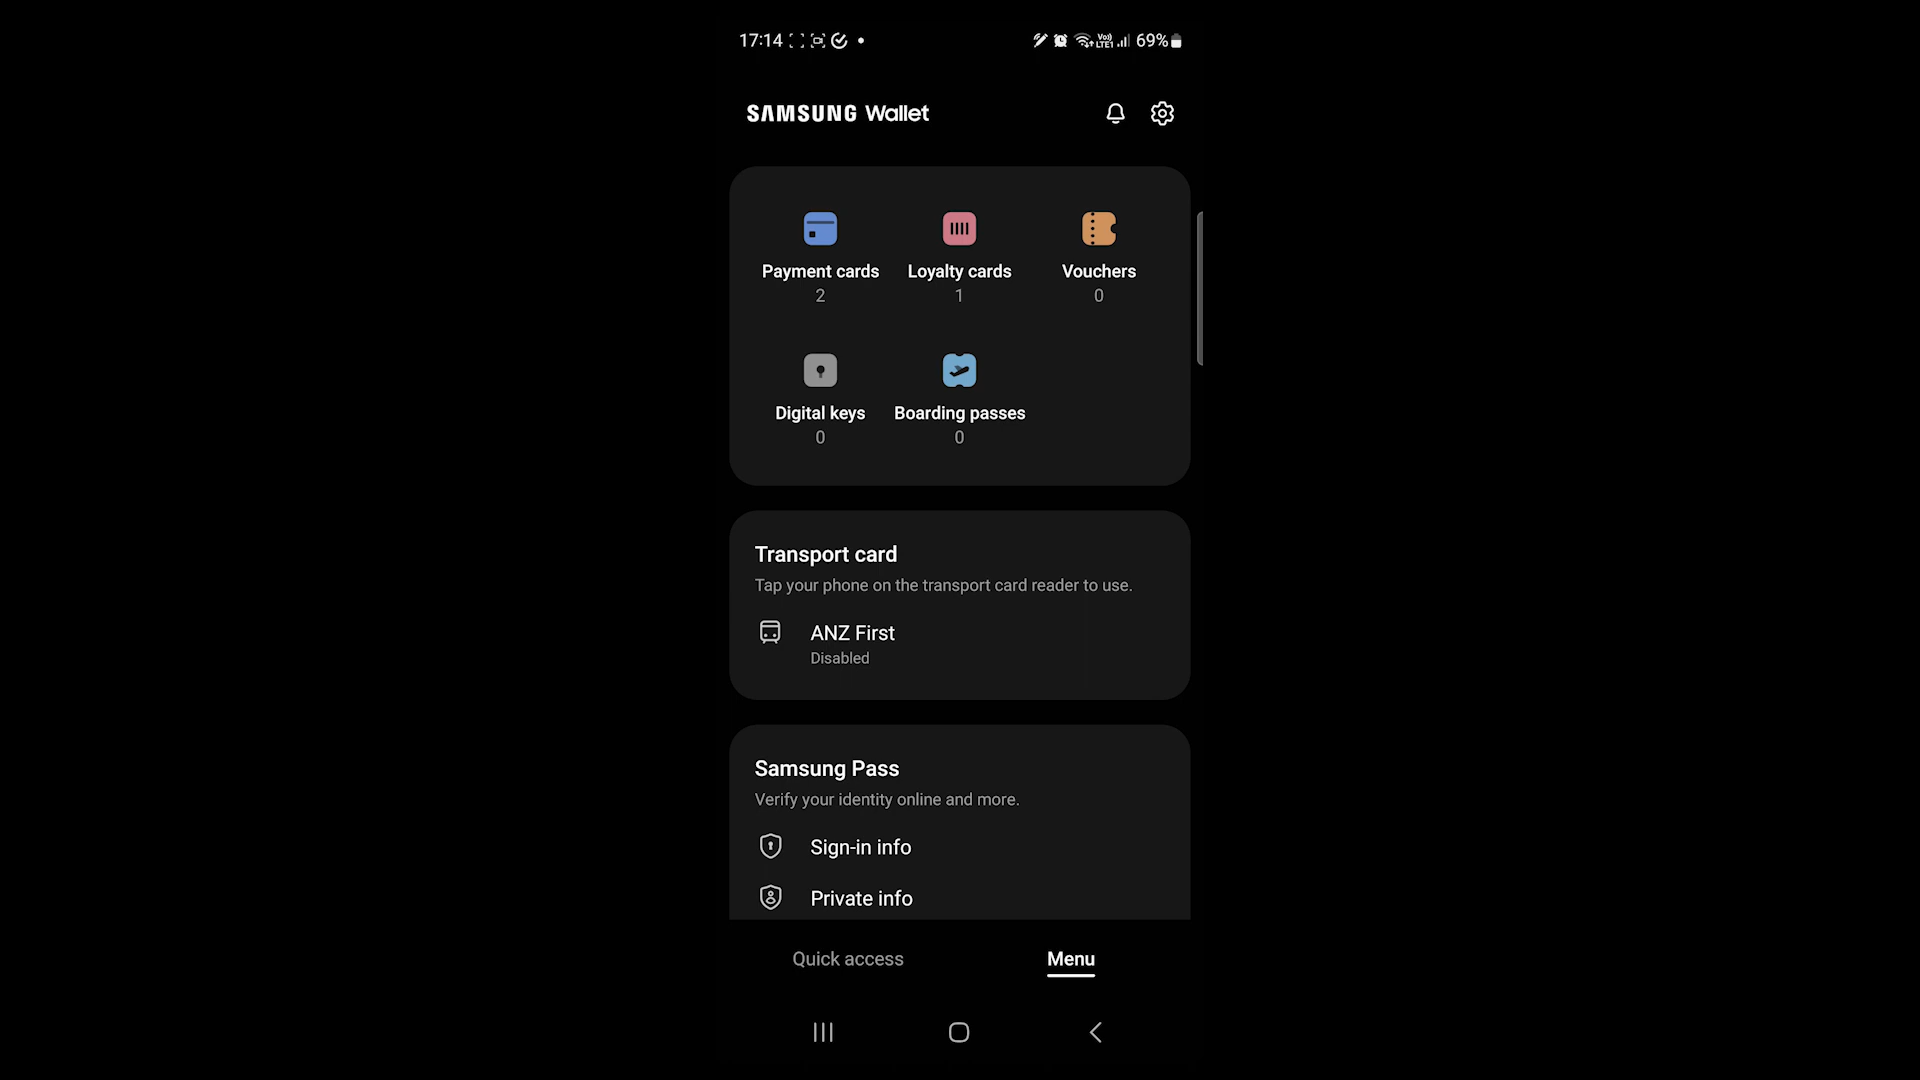 17:14 69%
SAMSUNG Wallet
Payment cards Loyalty cards Vouchers
2 1 0
Digital keys Boarding passes
0 0
Transport card
Tap your phone on the transport card reader to use.
ANZ First
Disabled
Samsung Pass
Verify your identity online and more.
Sign-in info
Private info
Quick access Menu